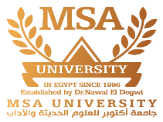 MSA
UNIVERSITY
IN EGYPT SINCE 1996
Established by Dr.Nawal El Degwi
MSA UNIVERSITY
جامعة أكتوبر للعلوم الحديثة والآداب